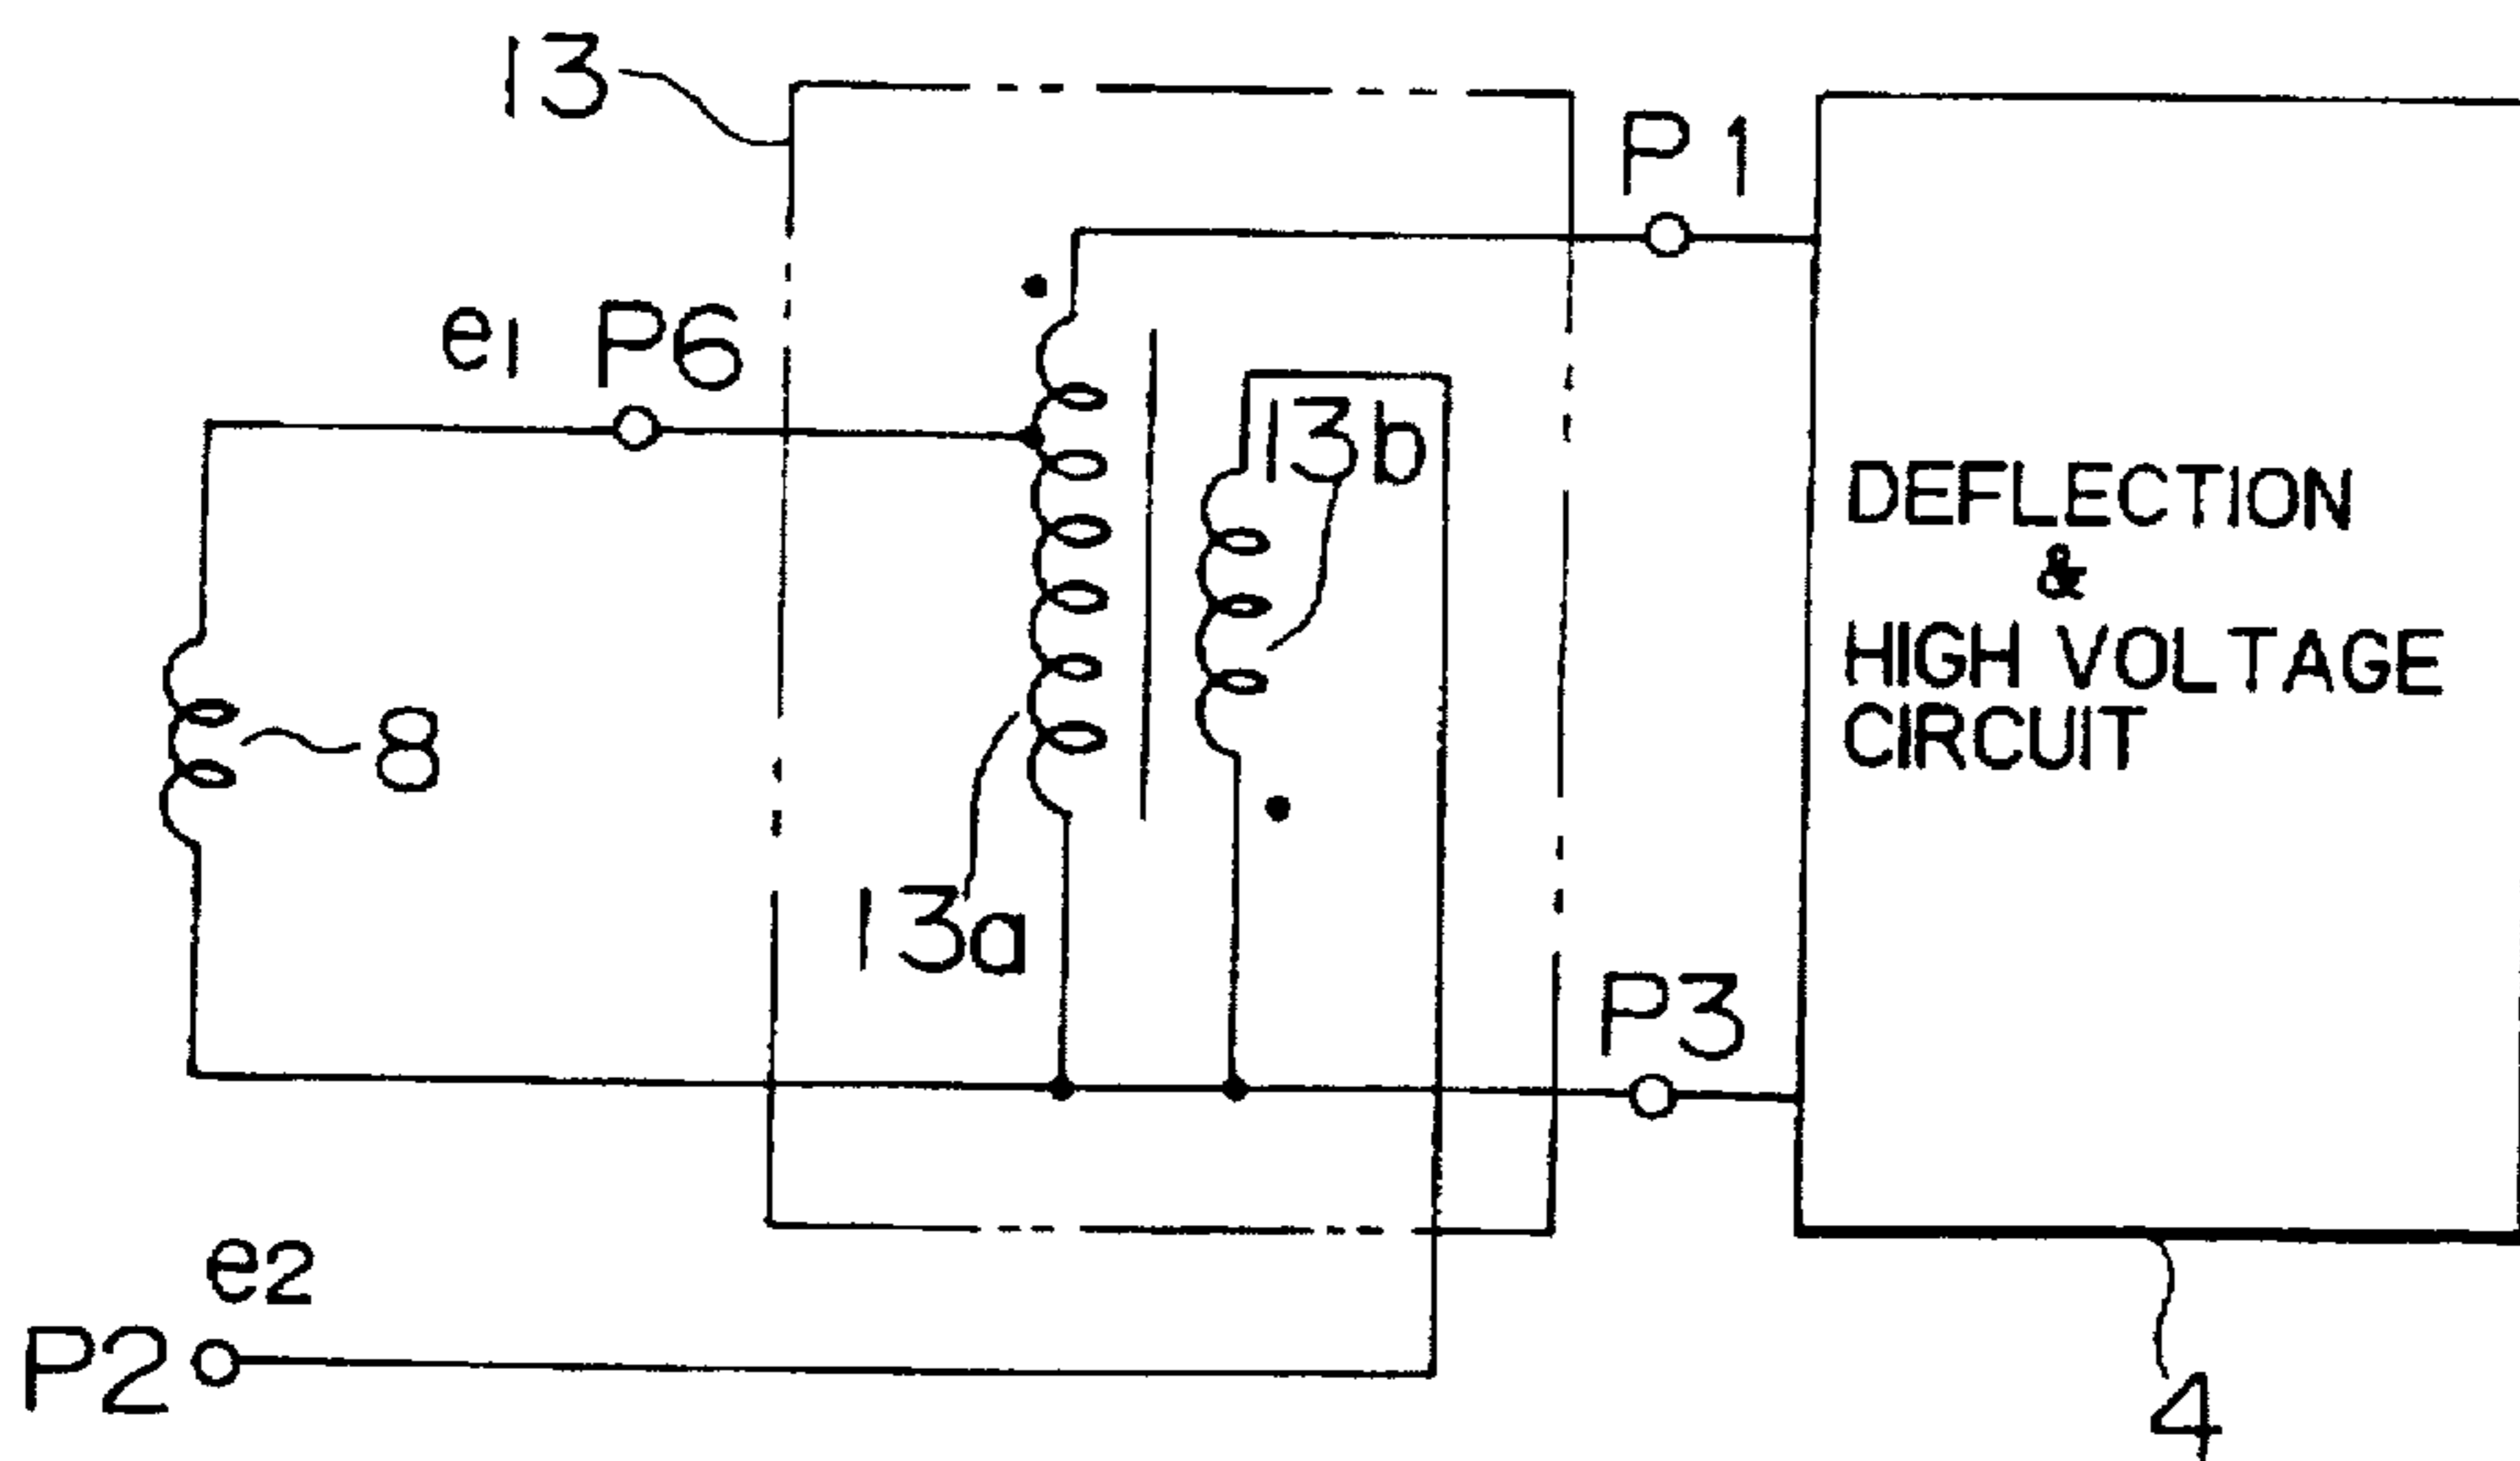 13
P1
e1 P6
13b
DEFLECTION
&
HIGH VOLTAGE
CIRCUIT
8
13a
P3
e2
P2
4